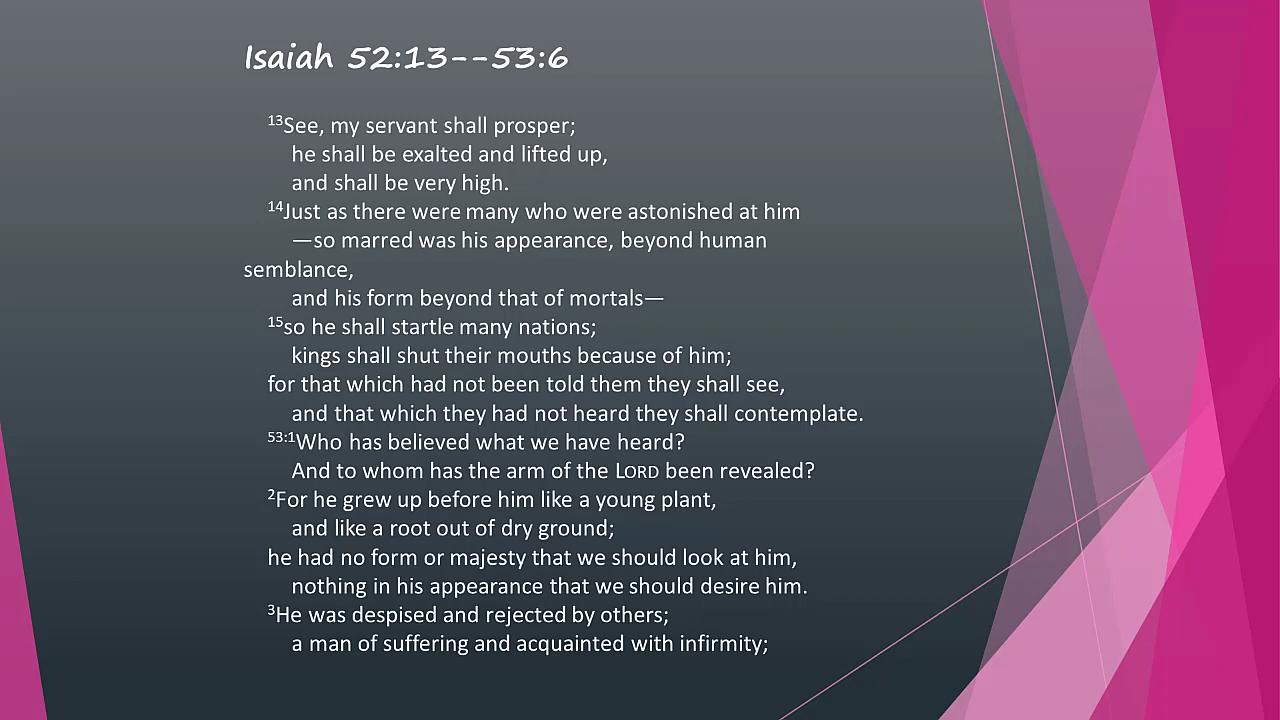 Isaiah 52:13--53:6
13See, my servant shall prosper;
he shall be exalted and lifted up,
and shall be very high.
14Just as there were many who were astonished at him
—so marred was his appearance, beyond human
semblance,
and his form beyond that of mortals—
15so he shall startle many nations;
kings shall shut their mouths because of him;
for that which had not been told them they shall see,
and that which they had not heard they shall contemplate.
53:1Who has believed what we have heard?
And to whom has the arm of the LORD been revealed?
2For he grew up before him like a young plant,
and like a root out of dry ground;
he had no form or majesty that we should look at him,
nothing in his appearance that we should desire him.
3He was despised and rejected by others;
a man of suffering and acquainted with infirmity;